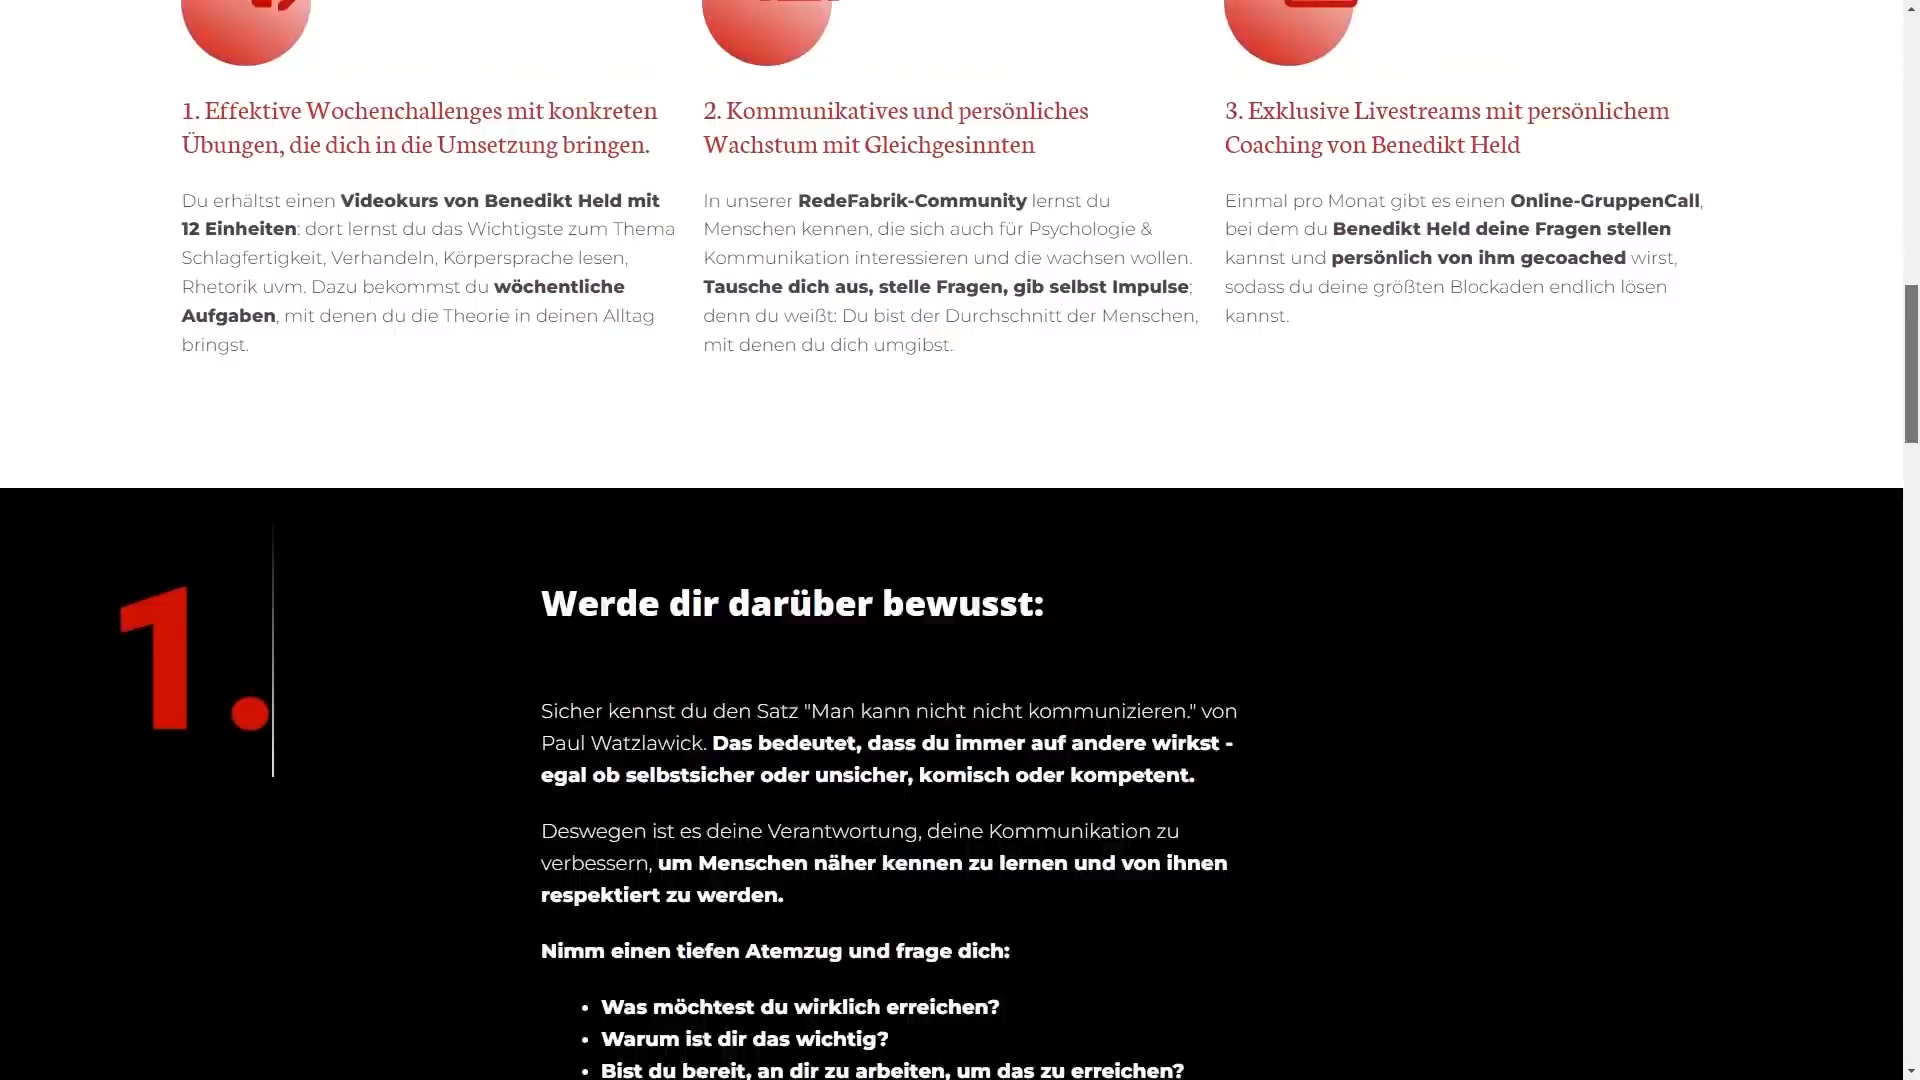 1. Effektive Wochenchallenges mit konkreten
Übungen, die dich in die Umsetzung bringen.
Du erhältst einen Videokurs von Benedikt Held mit
12 Einheiten: dort lernst du das Wichtigste zum Thema
Schlagfertigkeit, Verhandeln, Körpersprache lesen,
Rhetorik uvm. Dazu bekommst du wöchentliche
Aufgaben, mit denen du die Theorie in deinen Alltag
bringst.
2. Kommunikatives und persönliches
Wachstum mit Gleichgesinnten
In unserer RedeFabrik-Community lernst du
Menschen kennen, die sich auch für Psychologie &
Kommunikation interessieren und die wachsen wollen.
Tausche dich aus, stelle Fragen, gib selbst Impulse;
denn du weißt: Du bist der Durchschnitt der Menschen,
mit denen du dich umgibst.
3. Exklusive Livestreams mit persönlichem
Coaching von Benedikt Held
Einmal pro Monat gibt es einen Online-GruppenCall,
bei dem du Benedikt Held deine Fragen stellen
kannst und persönlich von ihm gecoached wirst,
sodass du deine größten Blockaden endlich lösen
kannst.
1.
Werde dir darüber bewusst:
Sicher kennst du den Satz "Man kann nicht nicht kommunizieren." von
Paul Watzlawick. Das bedeutet, dass du immer auf andere wirkst -
egal ob selbstsicher oder unsicher, komisch oder kompetent.
Deswegen ist es deine Verantwortung, deine Kommunikation zu
verbessern, um Menschen näher kennen zu lernen und von ihnen
respektiert zu werden.
Nimm einen tiefen Atemzug und frage dich:
• Was möchtest du wirklich erreichen?
• Warum ist dir das wichtig?
• Bist du bereit, an dir zu arbeiten, um das zu erreichen?